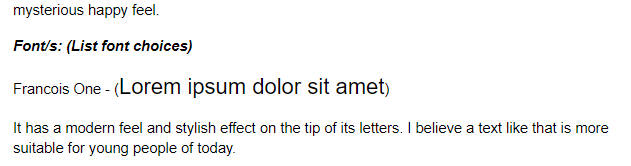 mysterious happy feel.
Font/s: (List font choices)
Francois One - (Lorem ipsum dolor sit amet)
It has a modern feel and stylish effect on the tip of its letters. I believe a text like that is more
suitable for young people of today.